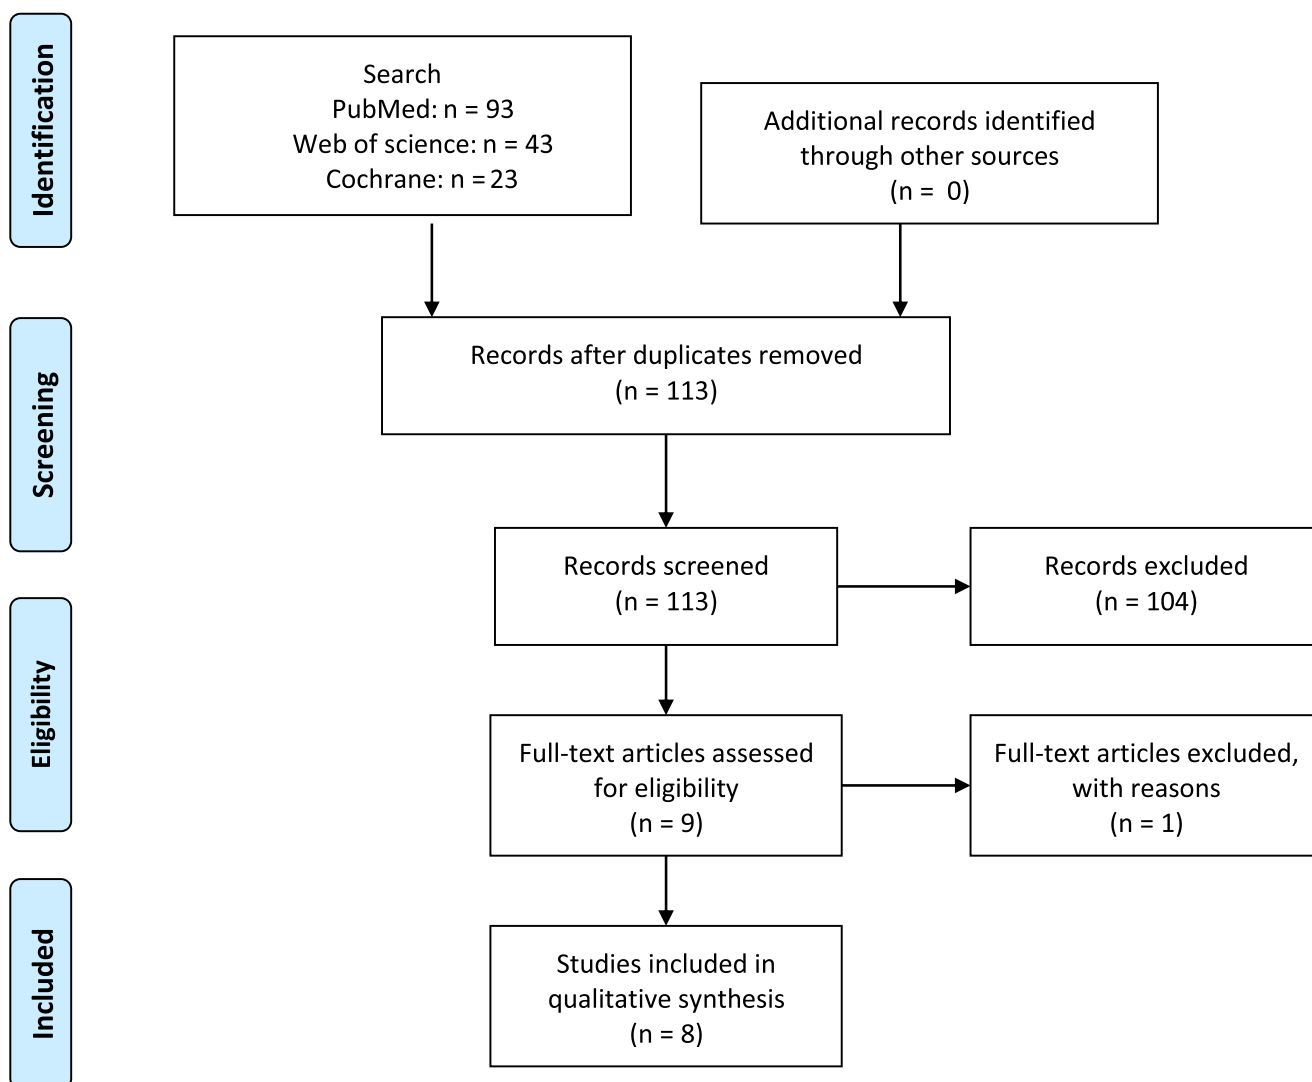 Identification
Search
PubMed: n = 93
Web of science: n = 43
Cochrane: n = 23
Additional records identified
through other sources
(n = 0)
Screening
Records after duplicates removed
(n = 113)
Records screened
(n = 113)
Records excluded
(n = 104)
Eligibility
Full-text articles assessed
for eligibility
(n = 9)
Full-text articles excluded,
with reasons
(n = 1)
Included
Studies included in
qualitative synthesis
(n = 8)